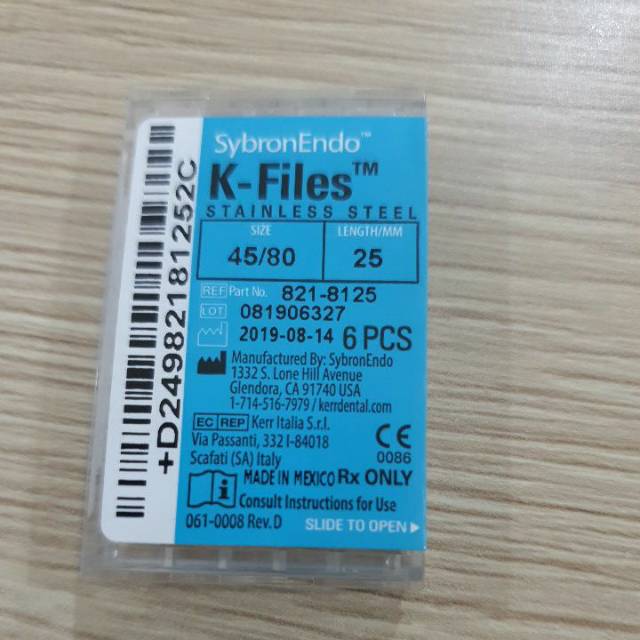 SybronEndo™
K-Files™
STAINLESS STEEL
SIZE LENGTH/MM
45/80 25
REF Part No. 821-8125
LOT 081906327
2019-08-14 6 PCS
Manufactured By: SybronEndo
1332 S. Lone Hill Avenue
Glendora, CA 91740 USA
1-714-516-7979 / kerrdental.com
EC REP Kerr Italia S.r.l.
Via Passanti, 332 I-84018
Scafati (SA) Italy
CE
0086
MADE IN MEXICO Rx ONLY
i Consult Instructions for Use
061-0008 Rev.D SLIDE TO OPEN
+D24982181252C